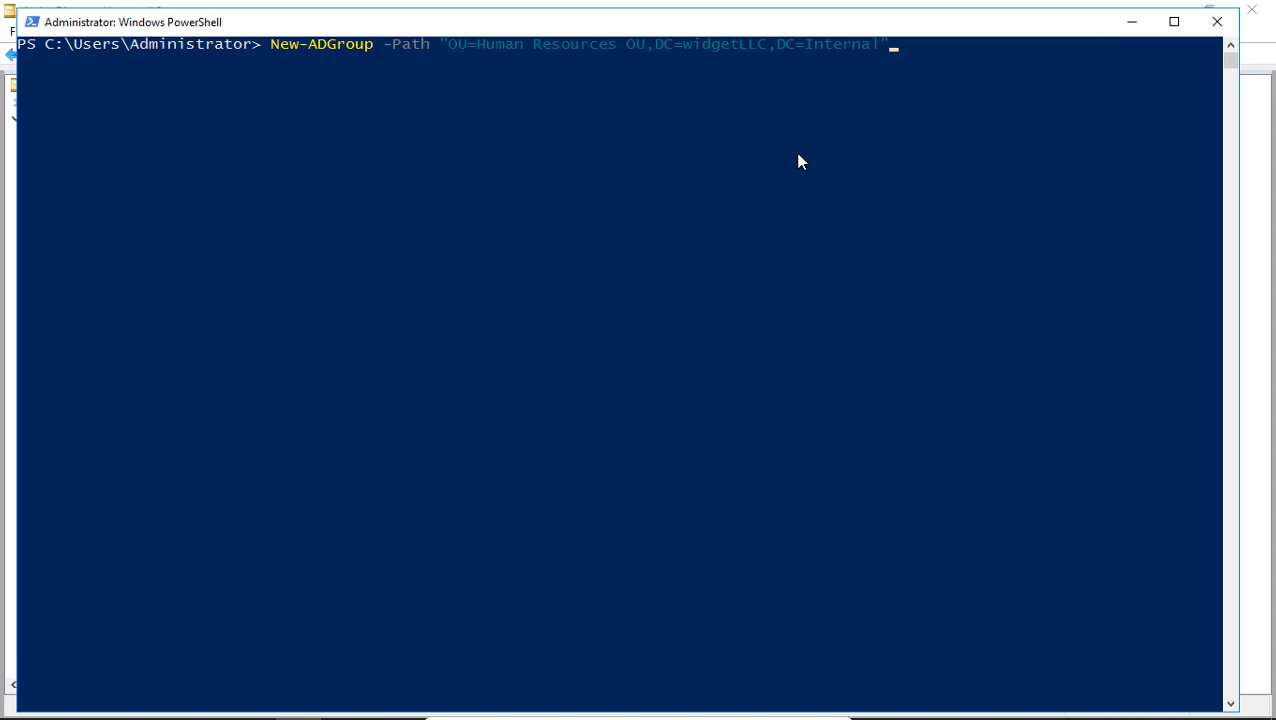 Administrator: Windows PowerShell
PS C:\Users\Administrator> New-ADGroup -Path "OU=Human Resources OU,DC=widgetLLC,DC=Internal"